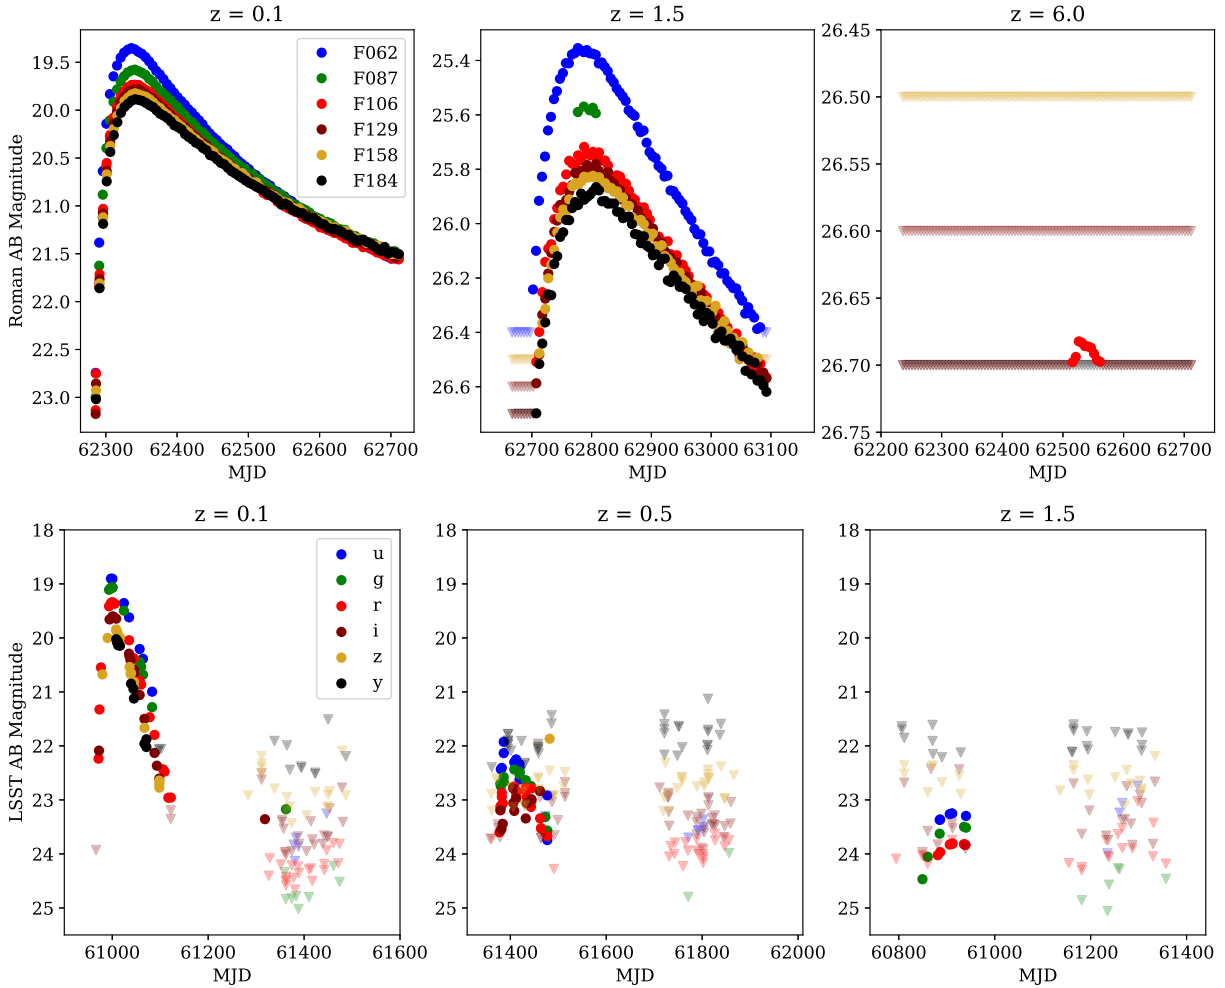 z = 0.1
z = 1.5
z = 6.0
Roman AB Magnitude
19.5
20.0
20.5
21.0
21.5
22.0
22.5
23.0
F062
F087
F106
F129
F158
F184
62300 62400 62500 62600 62700
MJD
25.4
25.6
25.8
26.0
26.2
26.4
26.6
62700 62800 62900 63000 63100
MJD
26.45
26.50
26.55
26.60
26.65
26.70
26.75
62200 62300 62400 62500 62600 62700
MJD
z = 0.1
z = 0.5
z = 1.5
LSST AB Magnitude
18
19
20
21
22
23
24
25
u
g
r
i
z
y
61000 61200 61400 61600
MJD
18
19
20
21
22
23
24
25
61400 61600 61800 62000
MJD
18
19
20
21
22
23
24
25
60800 61000 61200 61400
MJD